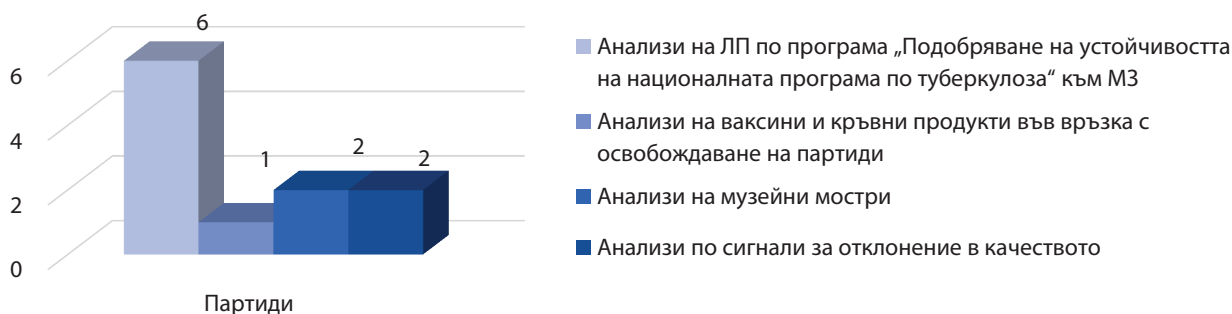 6
4
2
0
6
1
2
2
Партиди
Анализи на ЛП по програма „Подобряване на устойчивостта
на националната програма по туберкулоза“ към МЗ
Анализи на ваксини и кръвни продукти във връзка с
освобождаване на партиди
Анализи на музейни мостри
Анализи по сигнали за отклонение в качеството